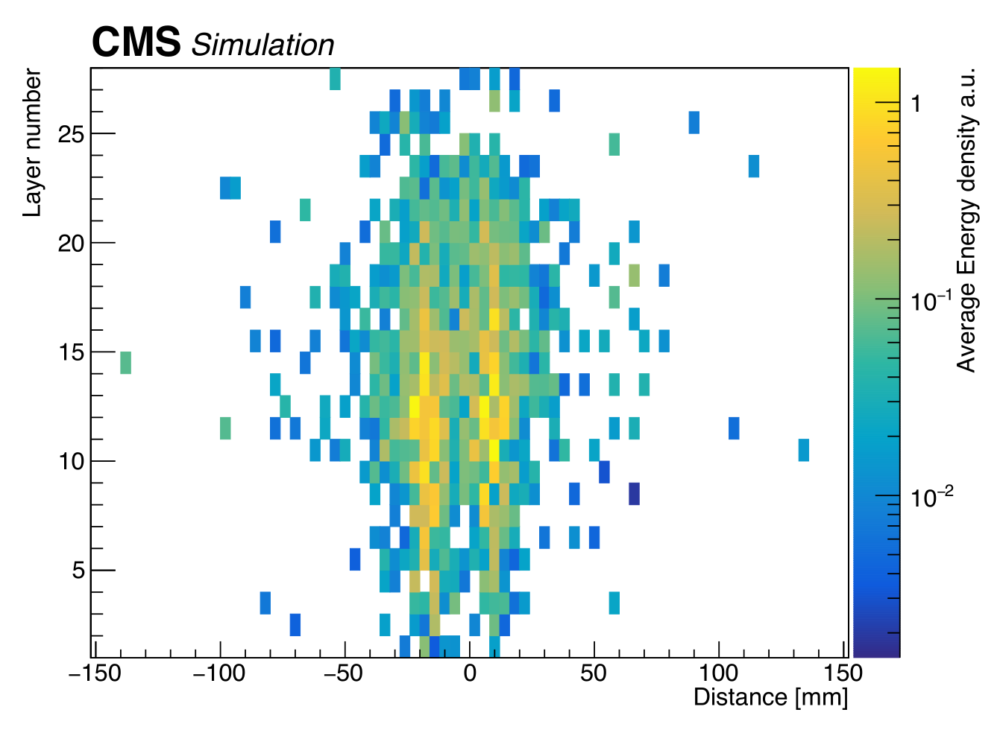 CMS Simulation
Layer number
25
20
15
10
5
−150 −100 −50 0 50 100 150
Distance [mm]
1
10−1
10−2
Average Energy density a.u.